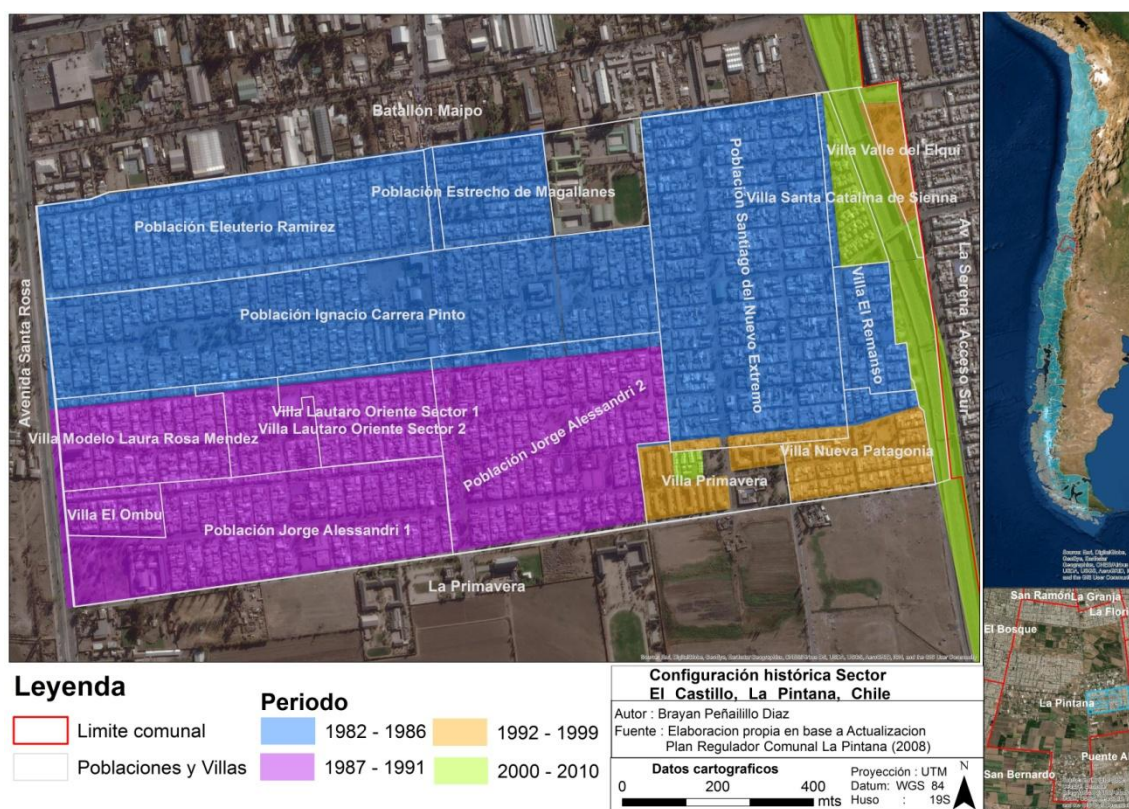 Batallón Maipo
Villa Valle del Elqui
Población Estrecho de Magallanes
Villa Santa Catalina de Sienna
Población Eleuterio Ramirez
Población Santiago del Nuevo Extremo
Villa El Remanso
Población Ignacio Carrera Pinto
Avenida Santa Rosa
Av La Serena - Acceso Sur
Villa Lautaro Oriente Sector 1
Villa Lautaro Oriente Sector 2
Villa Modelo Laura Rosa Mendez
Población Jorge Alessandri 2
Villa Nueva Patagonia
Villa Primavera
Villa El Ombu
Población Jorge Alessandri 1
La Primavera
Leyenda
Limite comunal
Poblaciones y Villas
Periodo
1982 - 1986
1987 - 1991
1992 - 1999
2000 - 2010
Configuración histórica Sector
El Castillo, La Pintana, Chile
Autor : Brayan Peñailillo Diaz
Fuente : Elaboracion propia en base a Actualizacion
Plan Regulador Comunal La Pintana (2008)
Datos cartograficos
0 200 400
mts
Proyección : UTM
Datum: WGS 84
Huso : 19S
N
San Ramón
La Granja
La Flori
El Bosque
La Pintana
Puente Al
San Bernardo